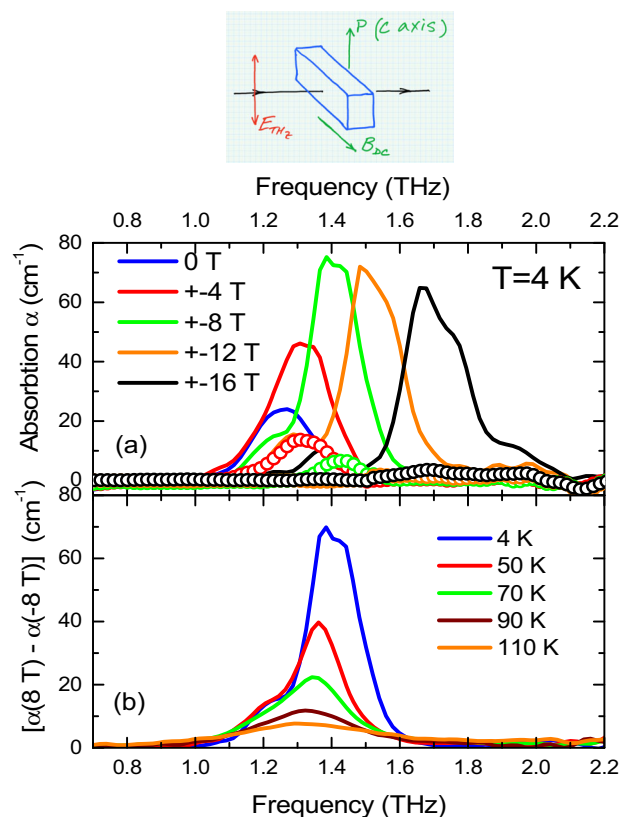 P (c axis)
E_THz
B_DC
Frequency (THz)
0.8 1.0 1.2 1.4 1.6 1.8 2.0 2.2
80
60
40
20
0
Absorbtion α (cm⁻¹)
0 T
+-4 T
+-8 T
+-12 T
+-16 T
T=4 K
(a)
80
60
40
20
0
[α(8 T) - α(-8 T)] (cm⁻¹)
4 K
50 K
70 K
90 K
110 K
(b)
0.8 1.0 1.2 1.4 1.6 1.8 2.0 2.2
Frequency (THz)